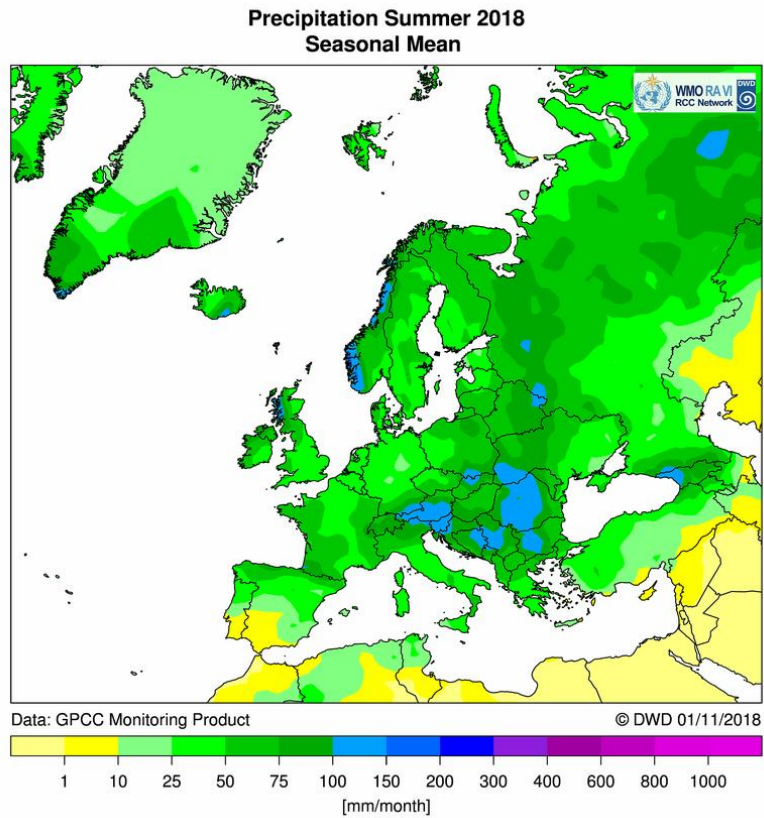 Precipitation Summer 2018
Seasonal Mean
WMO RA VI
RCC Network
DWD
Data: GPCC Monitoring Product
© DWD 01/11/2018
1 10 25 50 75 100 150 200 300 400 600 800 1000
[mm/month]